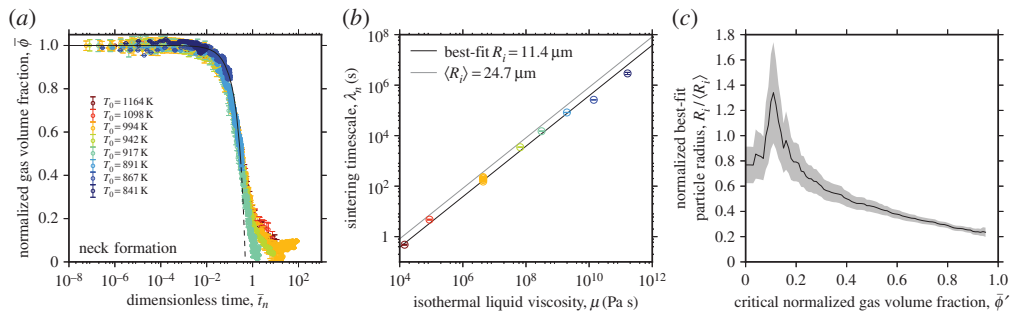 (a)
normalized gas volume fraction, ϕ̄
1.0
0.8
0.6
0.4
0.2
0
T₀ = 1164 K
T₀ = 1098 K
T₀ = 994 K
T₀ = 942 K
T₀ = 917 K
T₀ = 891 K
T₀ = 867 K
T₀ = 841 K
neck formation
10⁻⁸ 10⁻⁶ 10⁻⁴ 10⁻² 1 10²
dimensionless time, t̄ₙ
(b)
sintering timescale, λ̄ₙ (s)
10⁸
10⁶
10⁴
10²
1
best-fit Rᵢ = 11.4 µm
⟨Rᵢ⟩ = 24.7 µm
10⁴ 10⁶ 10⁸ 10¹⁰ 10¹²
isothermal liquid viscosity, µ (Pa s)
(c)
normalized best-fit
particle radius, Rᵢ/⟨Rᵢ⟩
1.8
1.6
1.4
1.2
1.0
0.8
0.6
0.4
0.2
0
0 0.2 0.4 0.6 0.8 1.0
critical normalized gas volume fraction, ϕ̄′